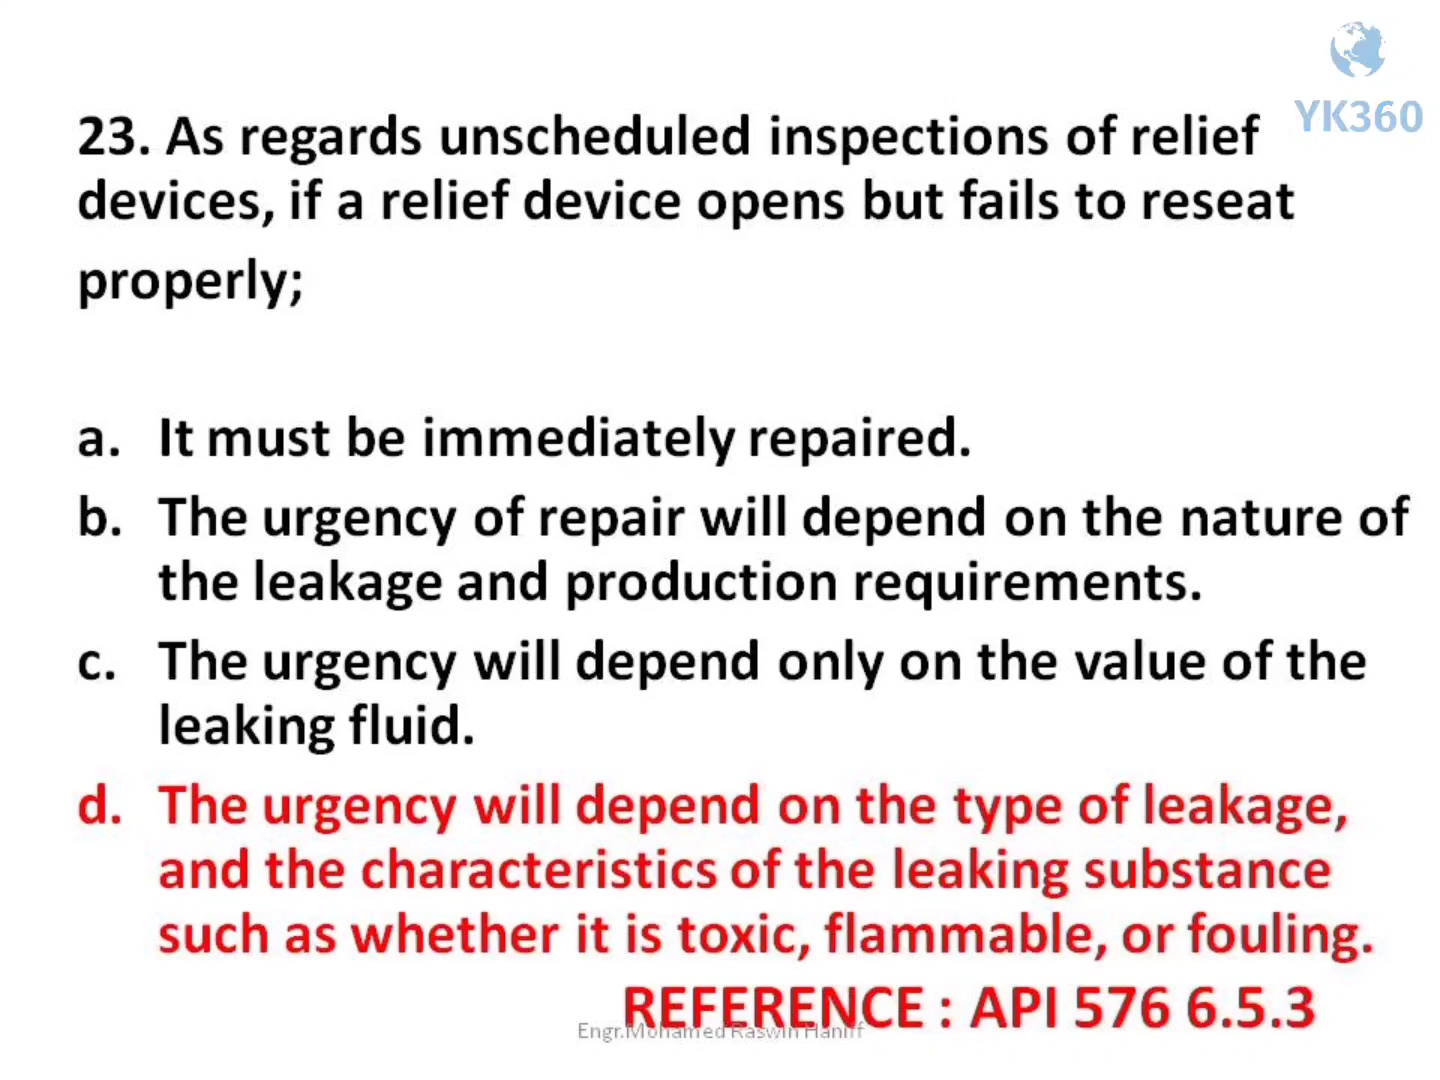 YK360
23. As regards unscheduled inspections of relief
devices, if a relief device opens but fails to reseat
properly;
a. It must be immediately repaired.
b. The urgency of repair will depend on the nature of
the leakage and production requirements.
c. The urgency will depend only on the value of the
leaking fluid.
d. The urgency will depend on the type of leakage,
and the characteristics of the leaking substance
such as whether it is toxic, flammable, or fouling.
REFERENCE : API 576 6.5.3
Engr.Mohamed Raswin Haniff